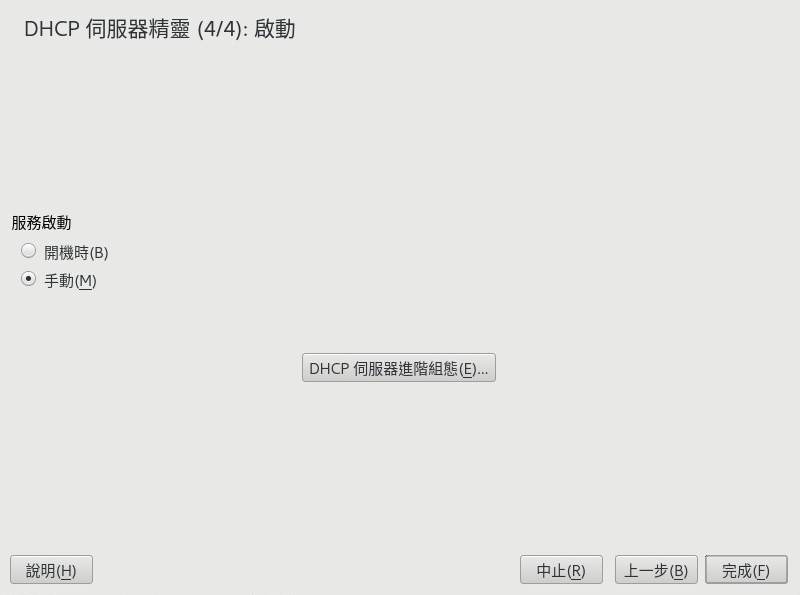 DHCP 伺服器精靈 (4/4): 啟動
服務啟動
開機時(B)
手動(M)
DHCP 伺服器進階組態(E)...
說明(H)
中止(R)
上一步(B)
完成(F)